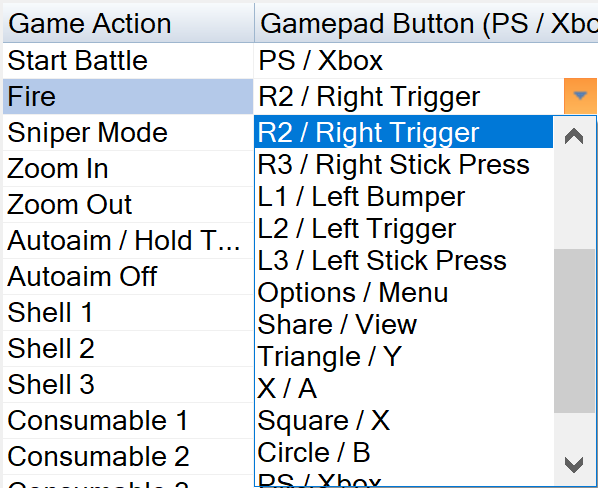 Game Action Gamepad Button (PS / Xbo
Start Battle PS / Xbox
Fire R2 / Right Trigger
Sniper Mode R2 / Right Trigger
Zoom In R3 / Right Stick Press
Zoom Out L1 / Left Bumper
Autoaim / Hold T... L2 / Left Trigger
Autoaim Off L3 / Left Stick Press
Shell 1 Options / Menu
Shell 2 Share / View
Shell 3 Triangle / Y
X / A
Consumable 1 Square / X
Consumable 2 Circle / B
Consumable 3 PS / Xbox